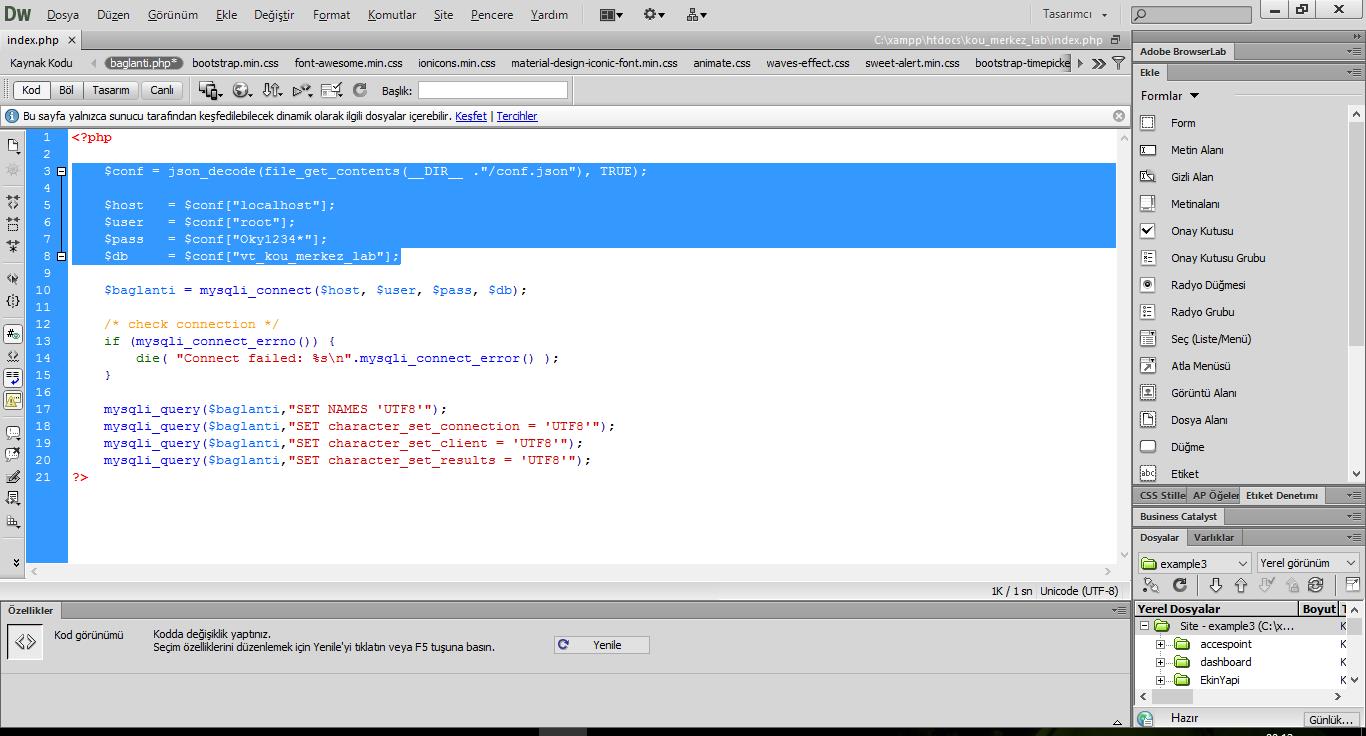 Dw Dosya Düzen Görünüm Ekle Değiştir Format Komutlar Site Pencere Yardım Tasarımcı
index.php × C:\xampp\htdocs\kou_merkez_lab\index.php
Kaynak Kodu baglanti.php* bootstrap.min.css font-awesome.min.css ionicons.min.css material-design-iconic-font.min.css animate.css waves-effect.css sweet-alert.min.css bootstrap-timepicke
Kod Böl Tasarım Canlı Başlık:
Bu sayfa yalnızca sunucu tarafından keşfedilebilecek dinamik olarak ilgili dosyalar içerebilir. Keşfet | Tercihler
1 <?php
2
3 $conf = json_decode(file_get_contents(__DIR__ ."/conf.json"), TRUE);
4
5 $host = $conf["localhost"];
6 $user = $conf["root"];
7 $pass = $conf["Oky1234*"];
8 $db = $conf["vt_kou_merkez_lab"];
9
10 $baglanti = mysqli_connect($host, $user, $pass, $db);
11
12 /* check connection */
13 if (mysqli_connect_errno()) {
14 die( "Connect failed: %s\n".mysqli_connect_error() );
15 }
16
17 mysqli_query($baglanti,"SET NAMES 'UTF8'");
18 mysqli_query($baglanti,"SET character_set_connection = 'UTF8'");
19 mysqli_query($baglanti,"SET character_set_client = 'UTF8'");
20 mysqli_query($baglanti,"SET character_set_results = 'UTF8'");
21 ?>
1K / 1 sn Unicode (UTF-8)
Özellikler
Kod görünümü
Kodda değişiklik yaptınız.
Seçim özelliklerini düzenlemek için Yenile'yi tıklatın veya F5 tuşuna basın.
Yenile
Adobe BrowserLab
Ekle
Formlar
Form
Metin Alanı
Gizli Alan
Metinalanı
Onay Kutusu
Onay Kutusu Grubu
Radyo Düğmesi
Radyo Grubu
Seç (Liste/Menü)
Atla Menüsü
Görüntü Alanı
Dosya Alanı
Düğme
abc Etiket
CSS Stille AP Öğeler Etiket Denetimi
Business Catalyst
Dosyalar Varlıklar
example3 Yerel görünüm
Yerel Dosyalar Boyut
Site - example3 (C:\x... K
accespoint K
dashboard K
EkinYapi K
Hazır Günlük...